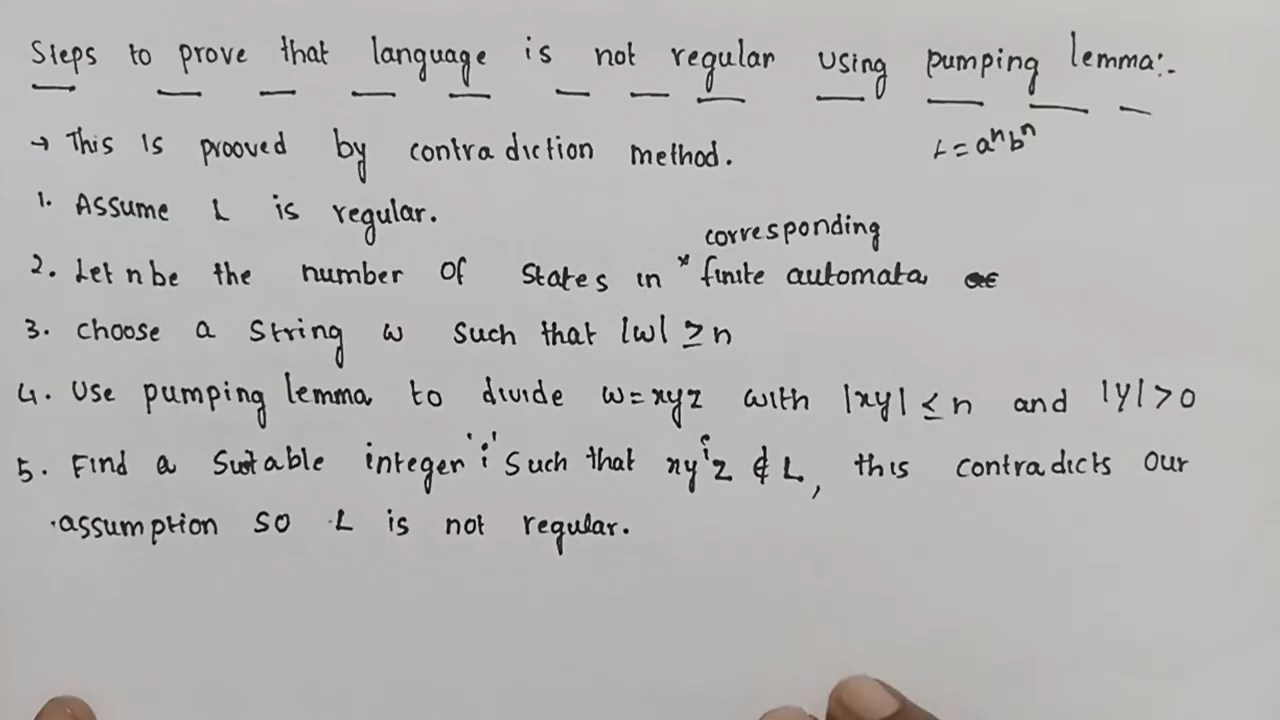 Steps to prove that language is not regular using pumping lemma:-
→ This is prooved by contradiction method.
L = aⁿbⁿ
1. Assume L is regular.
corresponding
2. Let n be the number of states in * finite automata
3. choose a string w such that |w| ≥ n
4. Use pumping lemma to divide w = xyz with |xy| ≤ n and |y| > 0
5. Find a suitable integer 'i' such that xyⁱz ∉ L, this contradicts our
assumption so L is not regular.